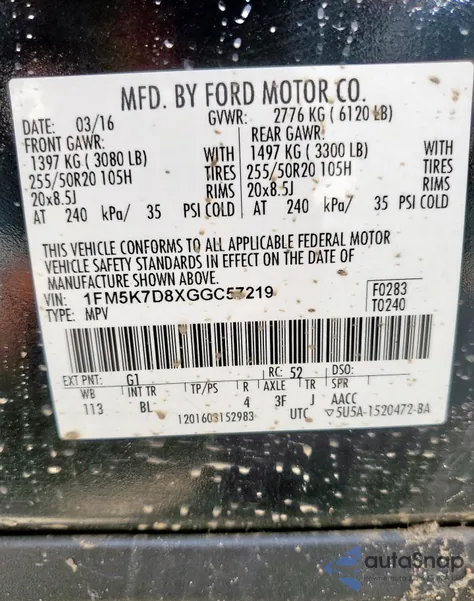 MFD. BY FORD MOTOR CO.
DATE: 03/16 GVWR: 2776 KG ( 6120 LB)
FRONT GAWR: REAR GAWR:
1397 KG ( 3080 LB) WITH 1497 KG ( 3300 LB) WITH
255/50R20 105H TIRES 255/50R20 105H TIRES
20x8.5J RIMS 20x8.5J RIMS
AT 240 kPa/ 35 PSI COLD AT 240 kPa/ 35 PSI COLD
THIS VEHICLE CONFORMS TO ALL APPLICABLE FEDERAL MOTOR
VEHICLE SAFETY STANDARDS IN EFFECT ON THE DATE OF
MANUFACTURE SHOWN ABOVE.
VIN: 1FM5K7D8XGGC57219 F0283
TYPE: MPV T0240
EXT PNT: G1 RC: 52 DSO:
WB INT TR TP/PS R AXLE TR SPR
113 BL 4 3F J AACC
1201603152983 UTC ▽5U5A-1520472-BA
autoSnap